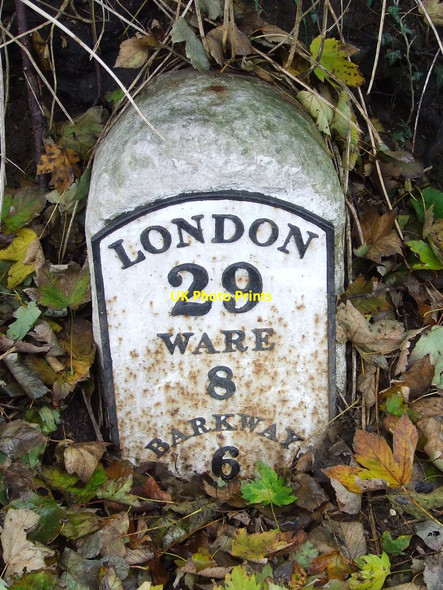 LONDON
29
UK Photo Prints
WARE
8
BARKWAY
6